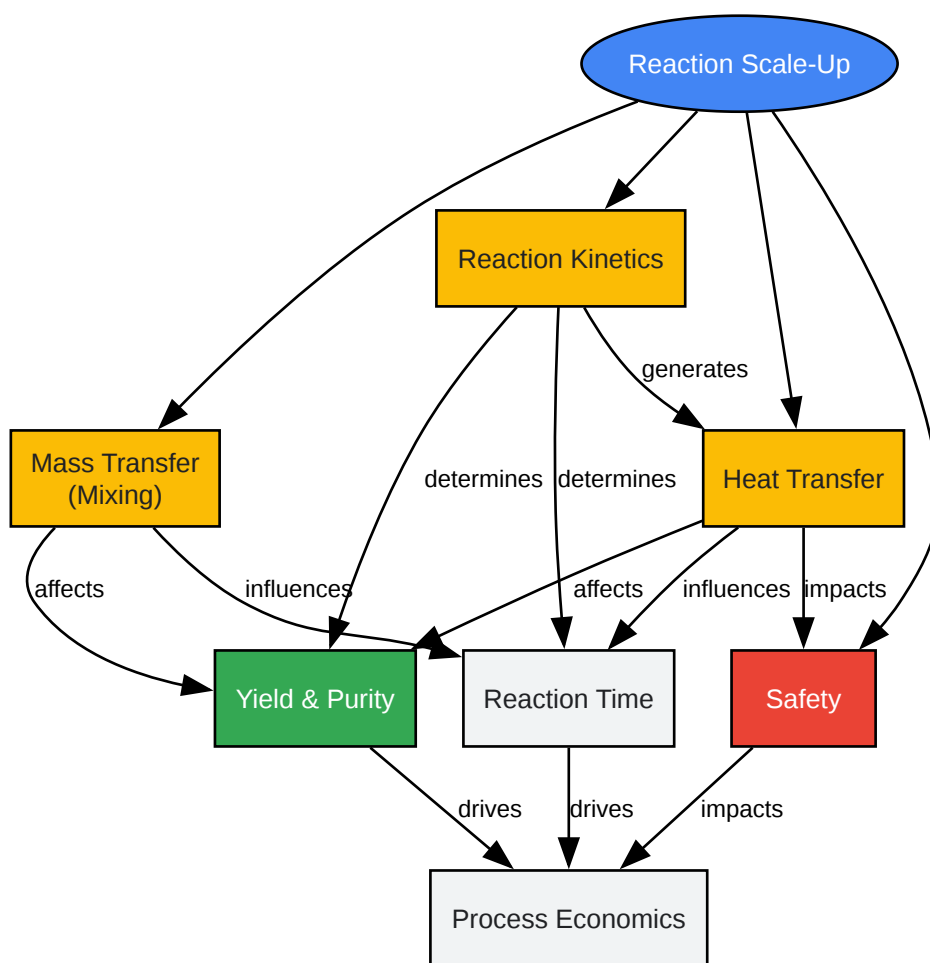 Reaction Scale-Up
Reaction Kinetics
generates
Mass Transfer
(Mixing)
determines
determines
Heat Transfer
affects
influences
affects
influences
impacts
Yield & Purity
Reaction Time
Safety
drives
drives
impacts
Process Economics